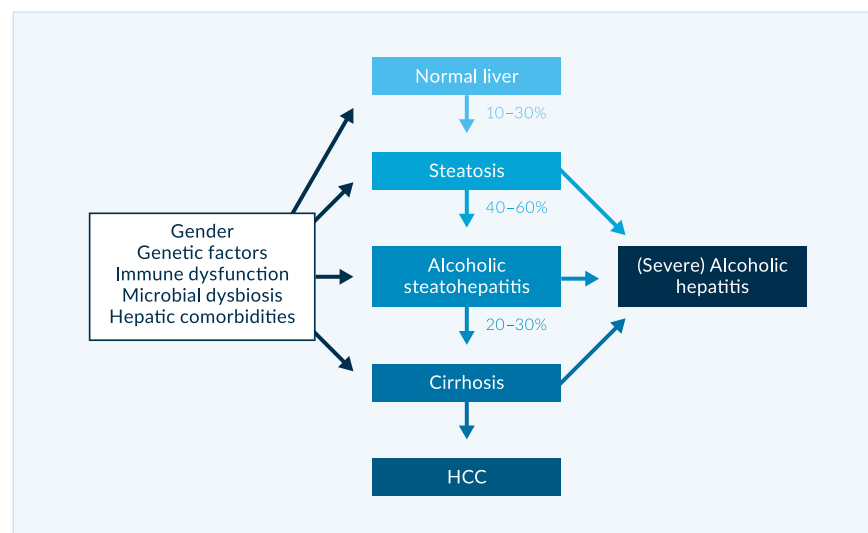 Normal liver
10–30%
Steatosis
40–60%
Gender
Genetic factors
Immune dysfunction
Microbial dysbiosis
Hepatic comorbidities
Alcoholic
steatohepatitis
(Severe) Alcoholic
hepatitis
20–30%
Cirrhosis
HCC